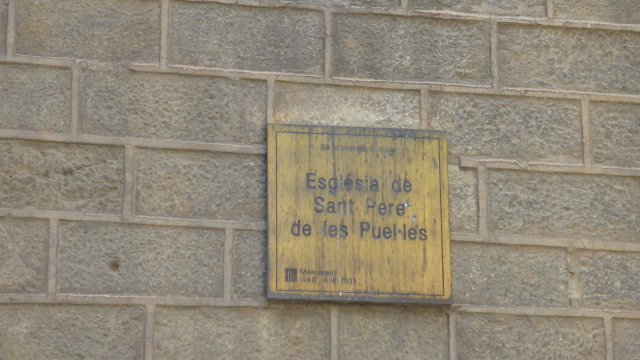 Església de
Sant Pere
de les Puel·les
Monument